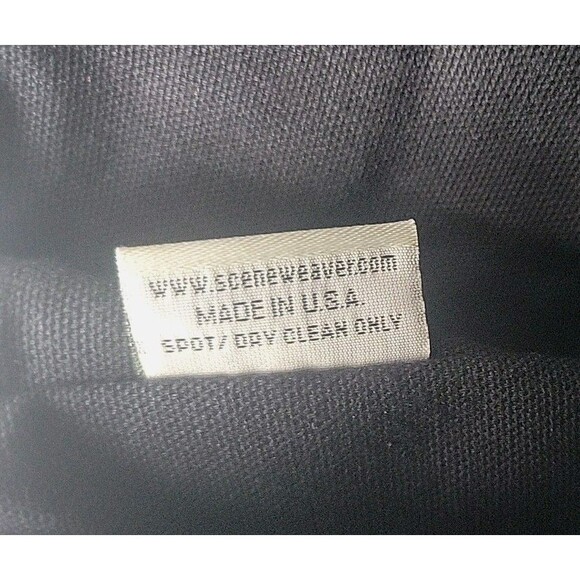 www.sceneweaver.com
MADE IN U.S.A.
SPOT/ DRY CLEAN ONLY